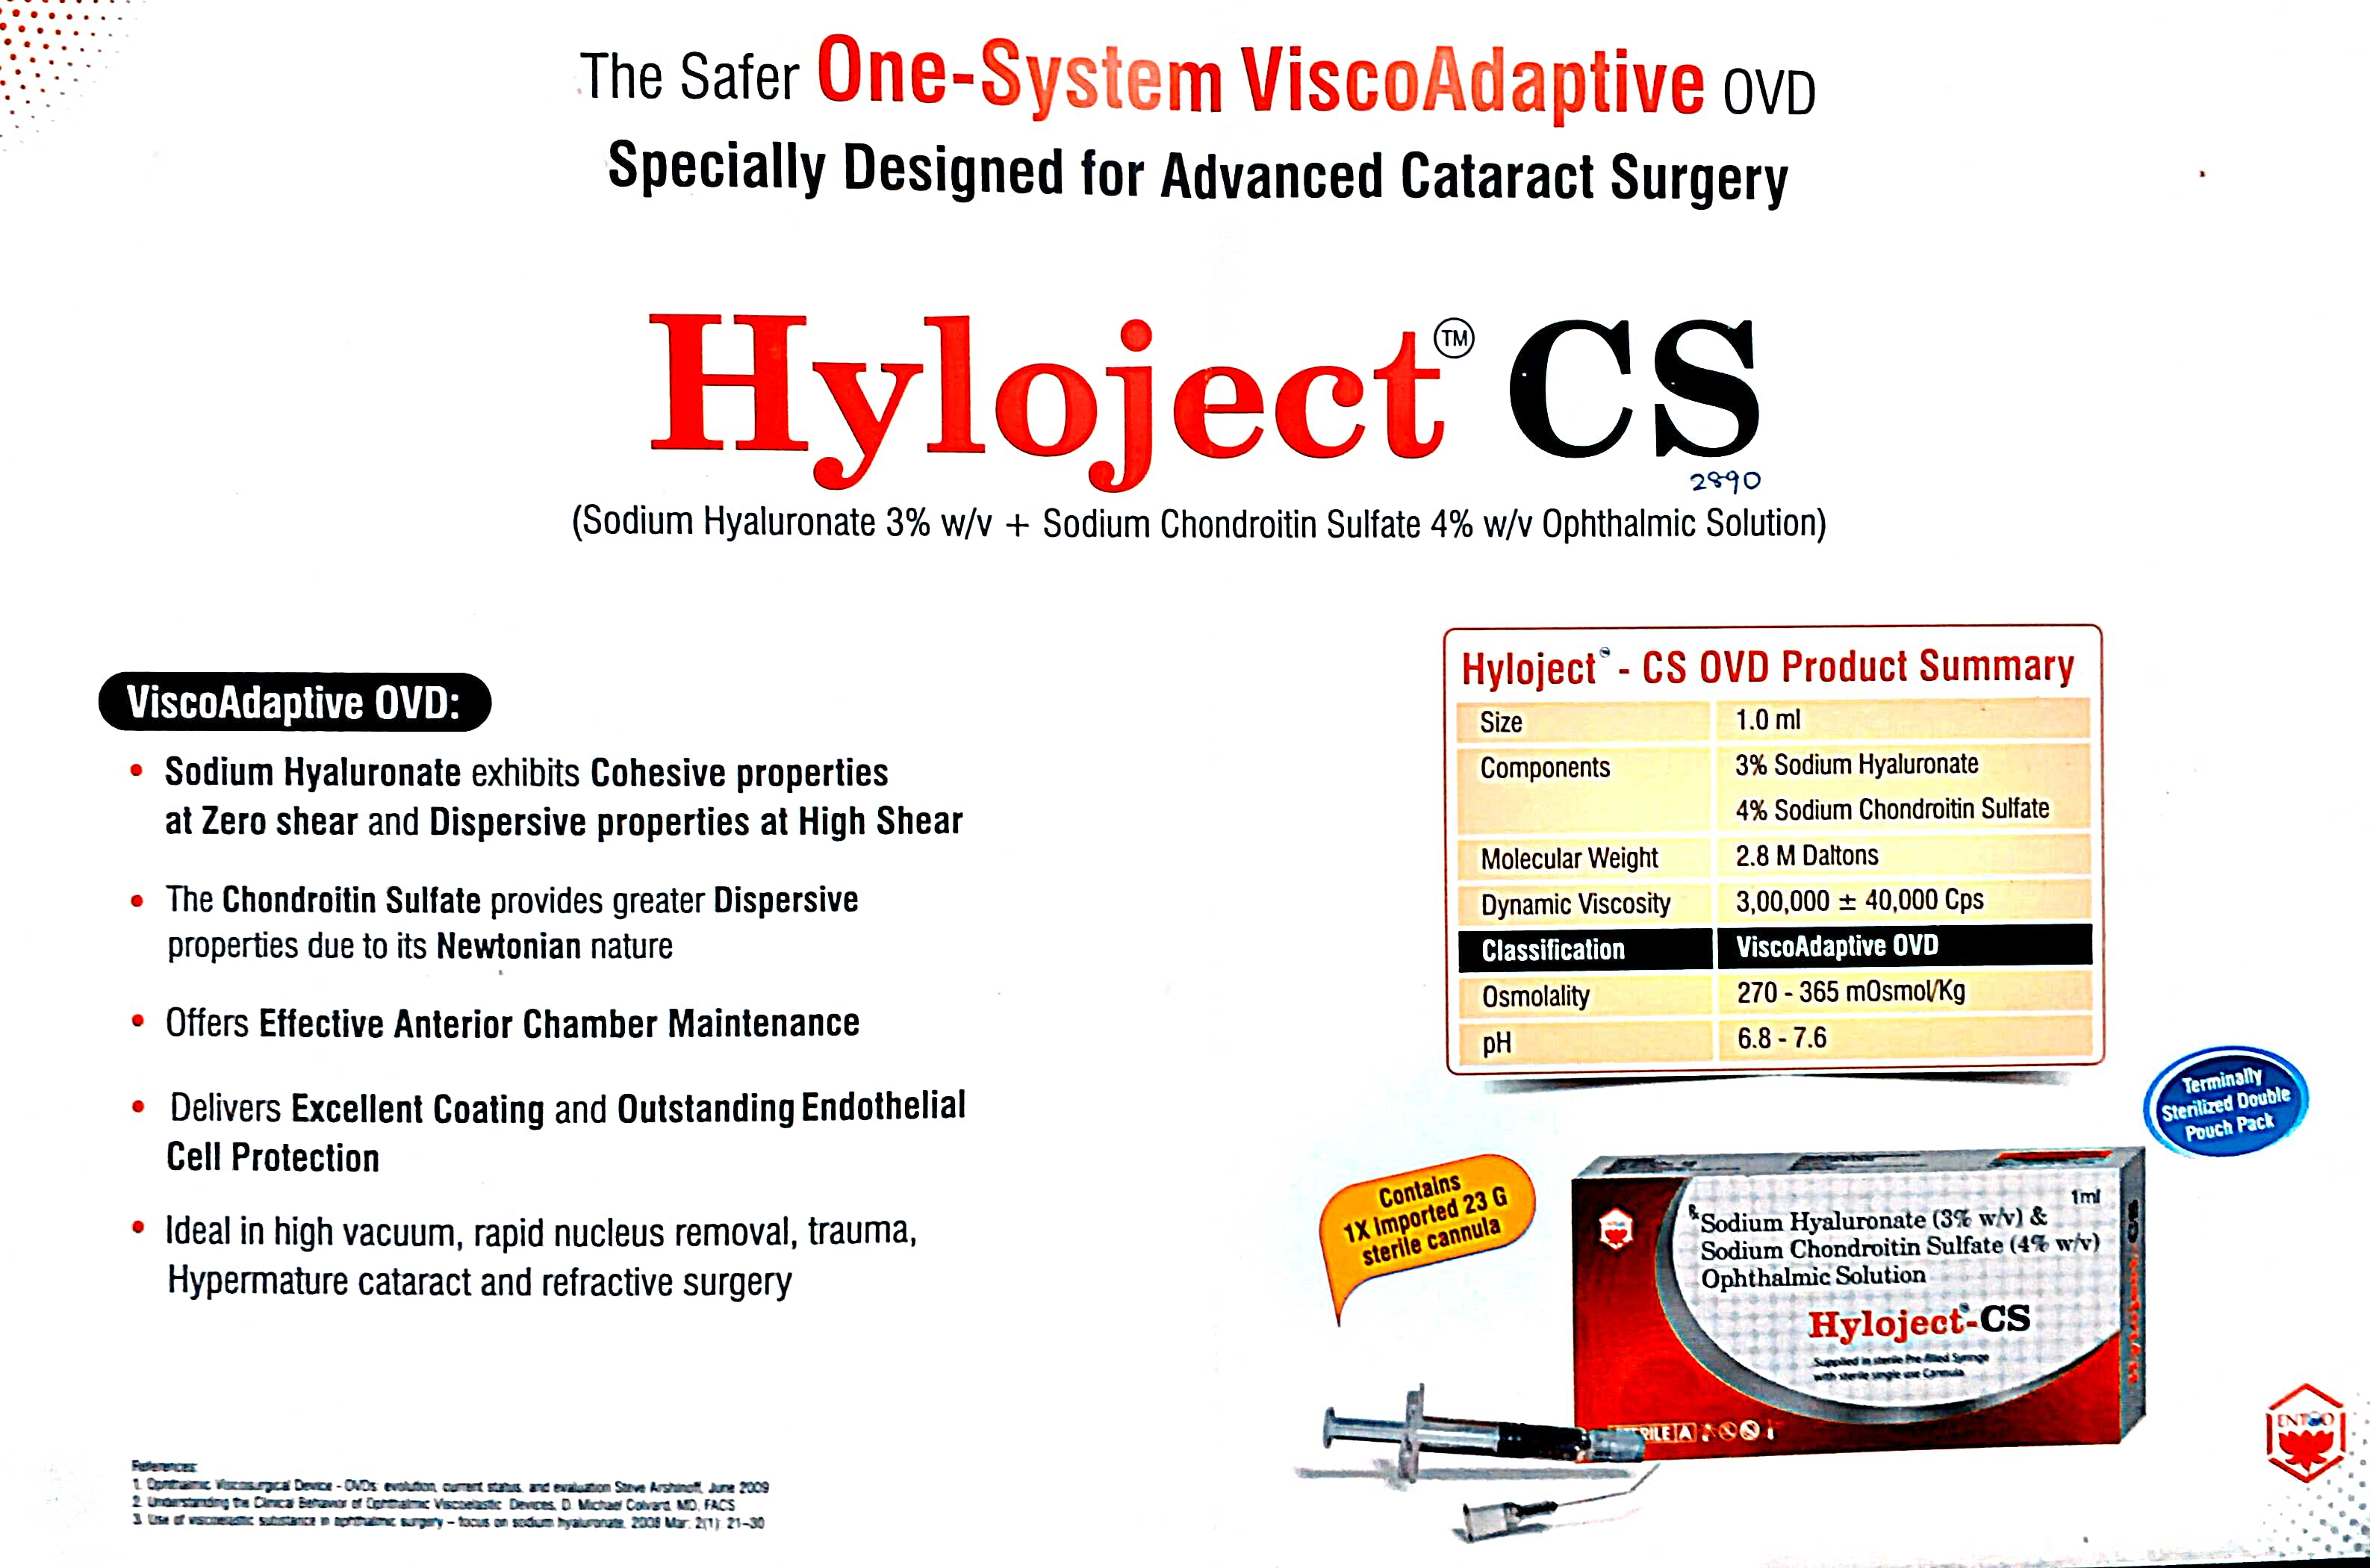 The Safer One-System ViscoAdaptive OVD
Specially Designed for Advanced Cataract Surgery
Hyloject™ CS
2890
(Sodium Hyaluronate 3% w/v + Sodium Chondroitin Sulfate 4% w/v Ophthalmic Solution)
ViscoAdaptive OVD:
• Sodium Hyaluronate exhibits Cohesive properties
at Zero shear and Dispersive properties at High Shear
• The Chondroitin Sulfate provides greater Dispersive
properties due to its Newtonian nature
• Offers Effective Anterior Chamber Maintenance
• Delivers Excellent Coating and Outstanding Endothelial
Cell Protection
• Ideal in high vacuum, rapid nucleus removal, trauma,
Hypermature cataract and refractive surgery
Hyloject™ - CS OVD Product Summary
Size 1.0 ml
Components 3% Sodium Hyaluronate
4% Sodium Chondroitin Sulfate
Molecular Weight 2.8 M Daltons
Dynamic Viscosity 3,00,000 ± 40,000 Cps
Classification ViscoAdaptive OVD
Osmolality 270 - 365 mOsmol/Kg
pH 6.8 - 7.6
Terminally
Sterilized Double
Pouch Pack
Contains
1X Imported 23 G
sterile cannula
1ml
℞ Sodium Hyaluronate (3% w/v) &
Sodium Chondroitin Sulfate (4% w/v)
Ophthalmic Solution
Hyloject™-CS
Supplied in sterile Pre-filled Syringe
with sterile single use Cannula
A
ENTOD
References:
1. Ophthalmic Viscosurgical Device - OVDs: evolution, current status, and evaluation Steve Arshinoff, June 2009
2. Understanding the Clinical Behavior of Ophthalmic Viscoelastic Devices, D. Michael Colvard, MD, FACS
3. Use of viscoelastic substance in ophthalmic surgery – focus on sodium hyaluronate, 2008 Mar; 2(1): 21–30